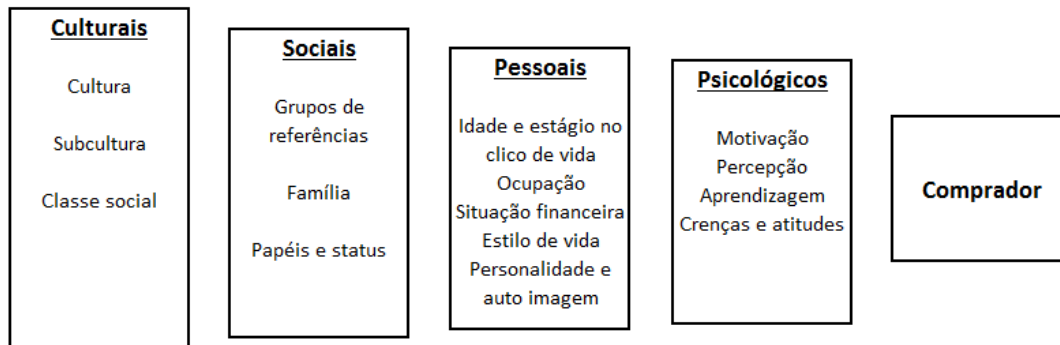 Culturais
Cultura
Subcultura
Classe social
Sociais
Grupos de
referências
Família
Papéis e status
Pessoais
Idade e estágio no
clico de vida
Ocupação
Situação financeira
Estilo de vida
Personalidade e
auto imagem
Psicológicos
Motivação
Percepção
Aprendizagem
Crenças e atitudes
Comprador